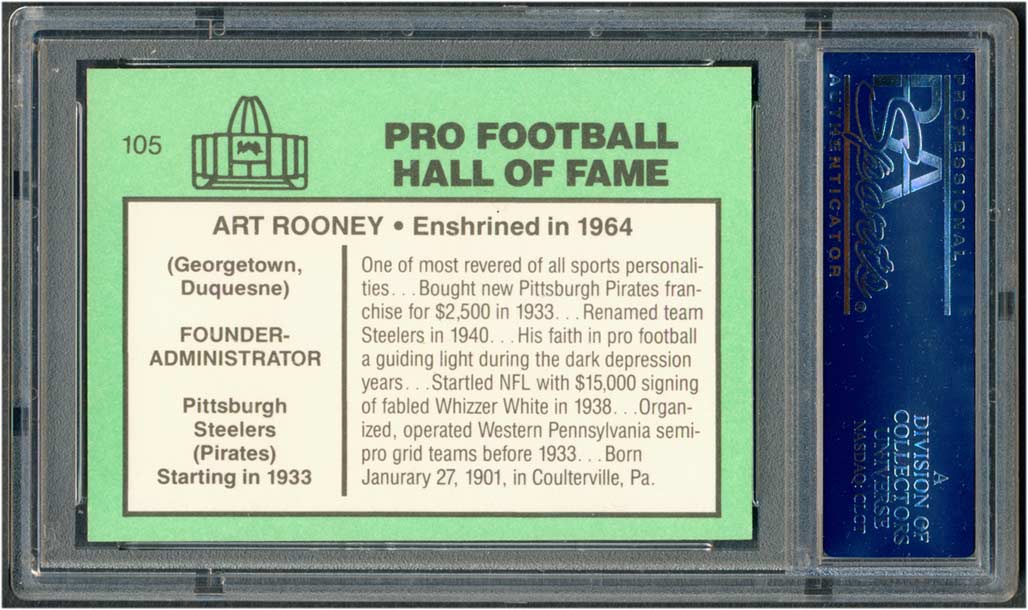 105
PRO FOOTBALL
HALL OF FAME
ART ROONEY • Enshrined in 1964
(Georgetown,
Duquesne)
FOUNDER-
ADMINISTRATOR
Pittsburgh
Steelers
(Pirates)
Starting in 1933
One of most revered of all sports personali-
ties. . . Bought new Pittsburgh Pirates fran-
chise for $2,500 in 1933. . . Renamed team
Steelers in 1940. . . His faith in pro football
a guiding light during the dark depression
years. . . Startled NFL with $15,000 signing
of fabled Whizzer White in 1938. . . Organ-
ized, operated Western Pennsylvania semi-
pro grid teams before 1933. . . Born
Janurary 27, 1901, in Coulterville, Pa.
PROFESSIONAL
PSA
Sports
®
AUTHENTICATOR
A
DIVISION OF
COLLECTORS
UNIVERSE
NASDAQ: CLCT